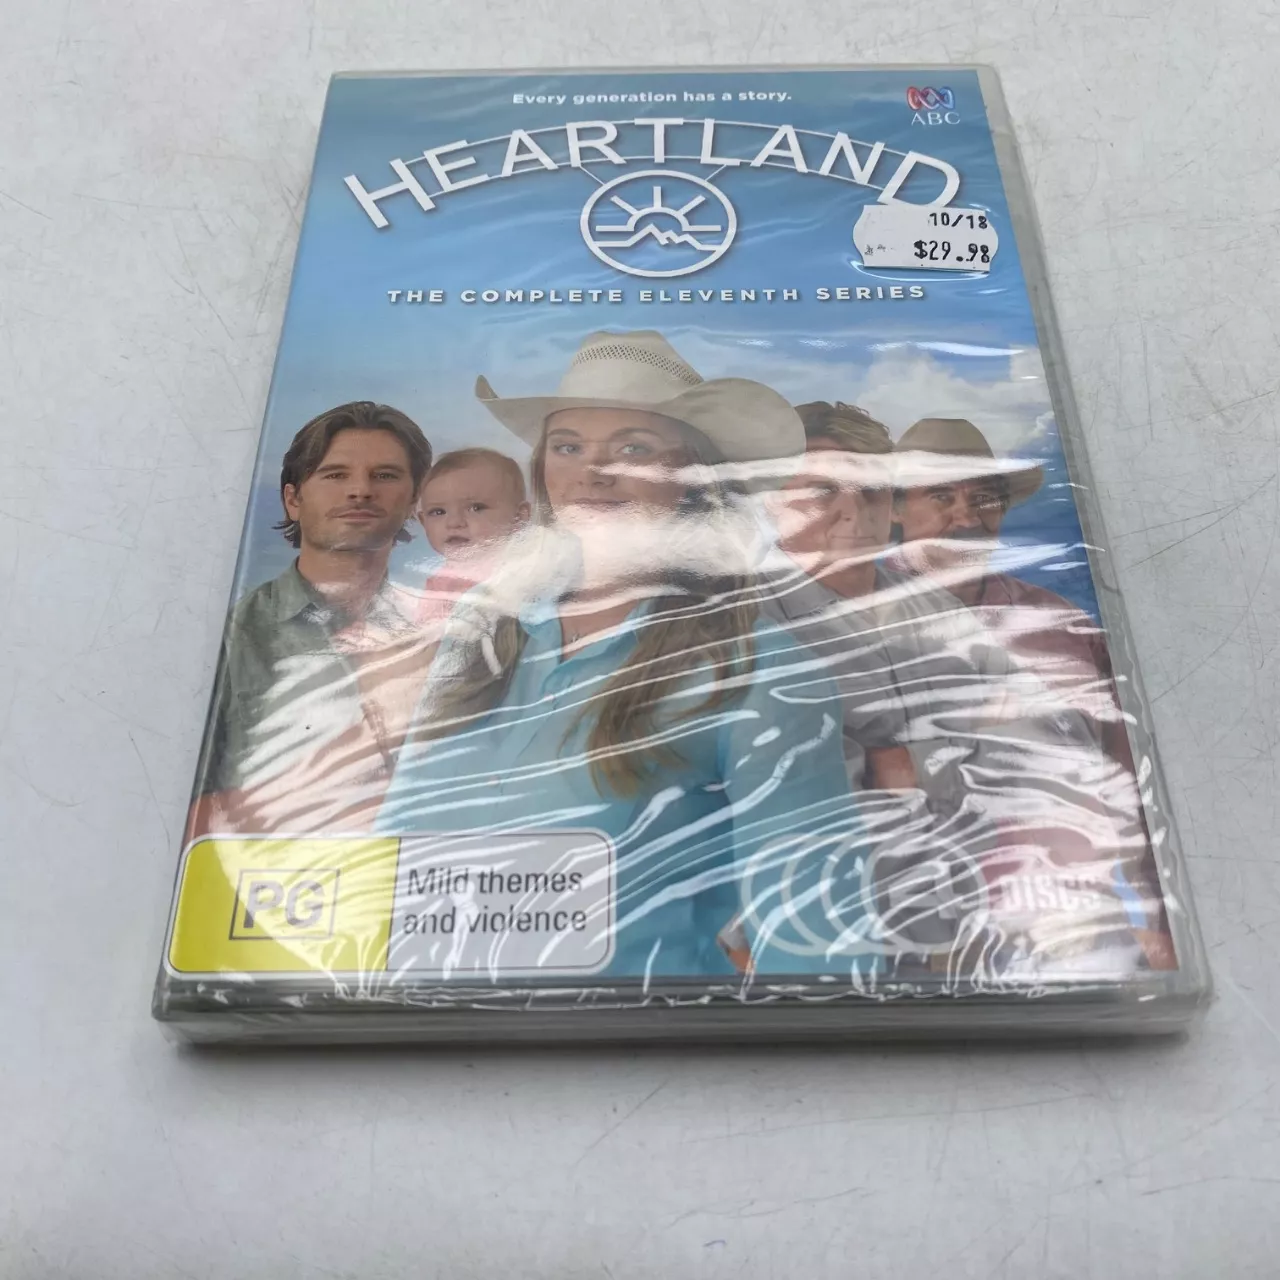 Every generation has a story.
ABC
HEARTLAND
10/18
$29.98
THE COMPLETE ELEVENTH SERIES
PG
Mild themes
and violence
DISCS